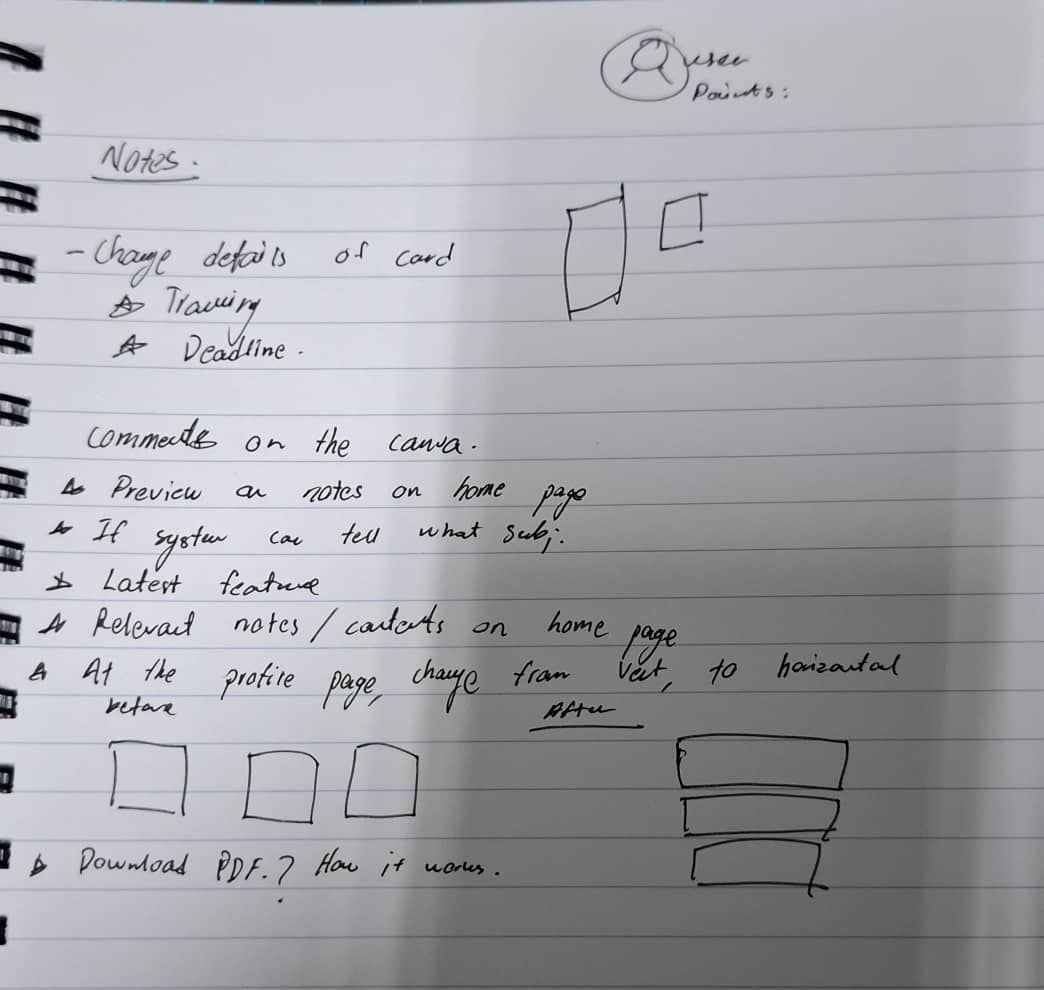 user
Points:
Notes.
- Change details of card
Training
Deadline.
Comments on the canva.
Preview on notes on home page
If system can tell what subj.
Latest feature
Relevant notes / contents on home page
At the profile page, change from Vert, to horizontal
before
After
Download PDF.? How it works.